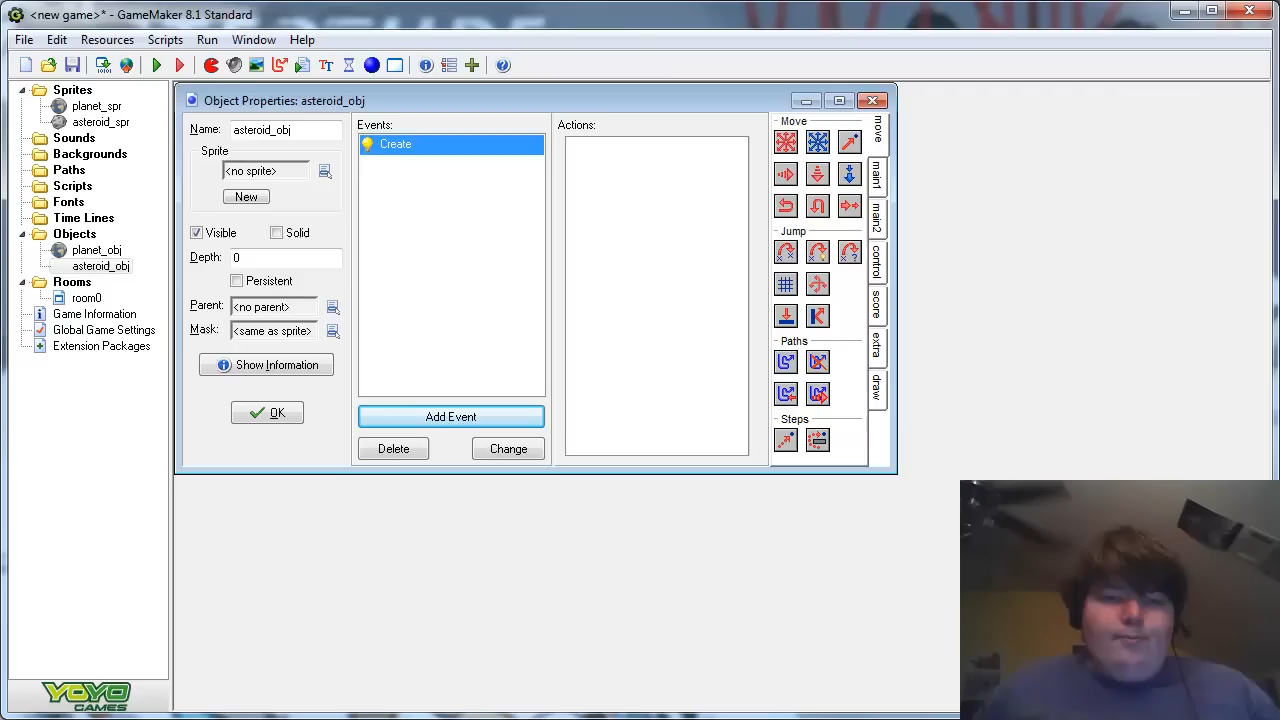 <new game>* - GameMaker 8.1 Standard
File Edit Resources Scripts Run Window Help
Sprites
planet_spr
asteroid_spr
Sounds
Backgrounds
Paths
Scripts
Fonts
Time Lines
Objects
planet_obj
asteroid_obj
Rooms
room0
Game Information
Global Game Settings
Extension Packages
YOYO
GAMES
Object Properties: asteroid_obj
Name: asteroid_obj
Sprite
<no sprite>
New
Visible Solid
Depth: 0
Persistent
Parent: <no parent>
Mask: <same as sprite>
Show Information
OK
Events:
Create
Add Event
Delete Change
Actions:
Move
Jump
Paths
Steps
move
main1
main2
control
score
extra
draw